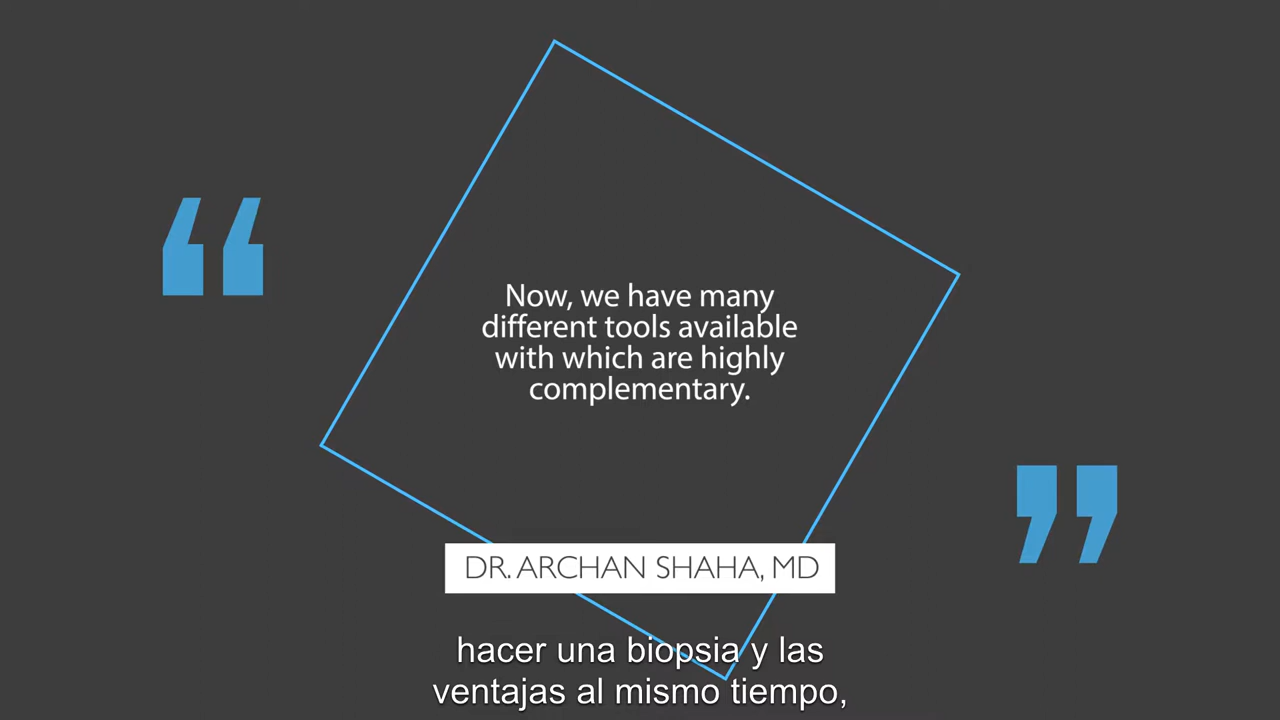 Now, we have many
different tools available
with which are highly
complementary.
DR. ARCHAN SHAHA, MD
hacer una biopsia y las
ventajas al mismo tiempo,